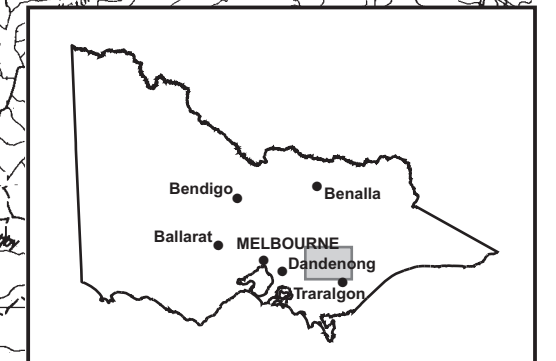 Bendigo
Benalla
Ballarat
MELBOURNE
Dandenong
Traralgon